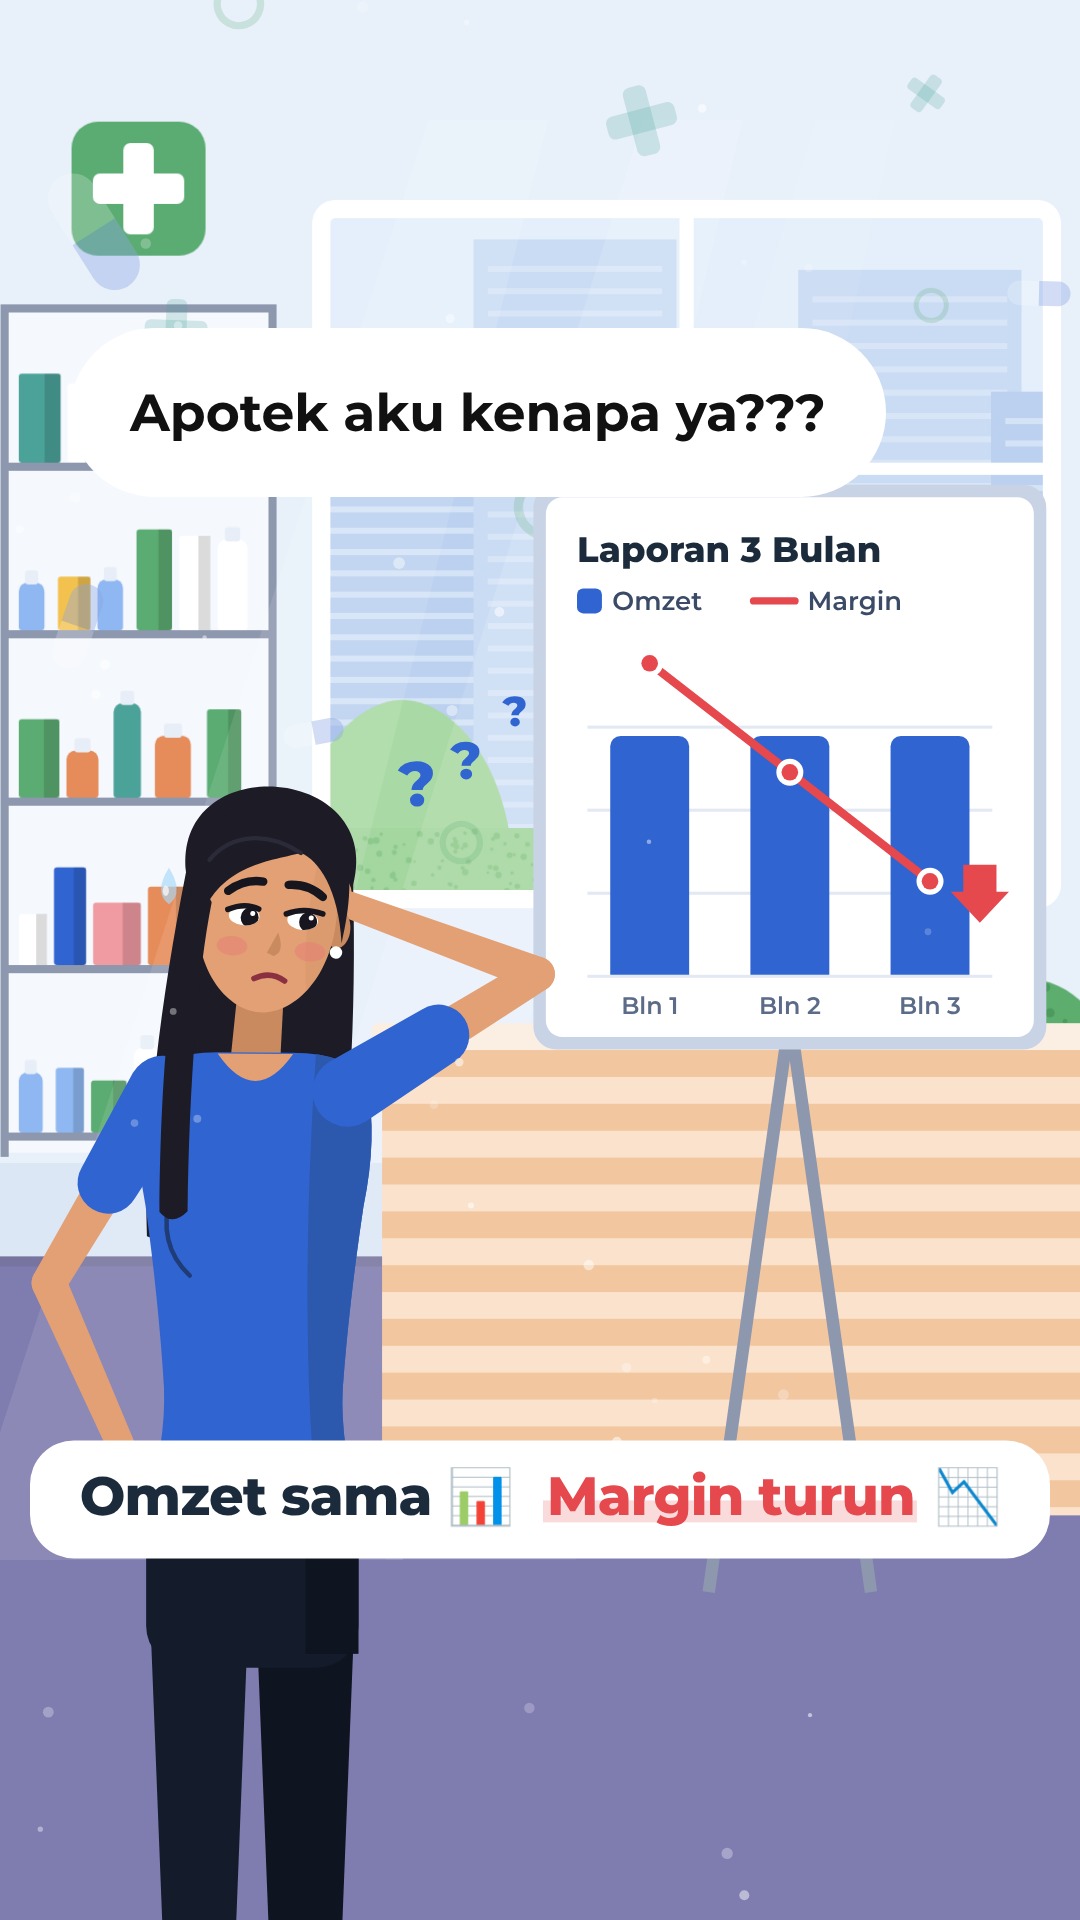 Apotek aku kenapa ya???
Laporan 3 Bulan
Omzet Margin
? ? ?
Bln 1 Bln 2 Bln 3
Omzet sama 📊 Margin turun 📉